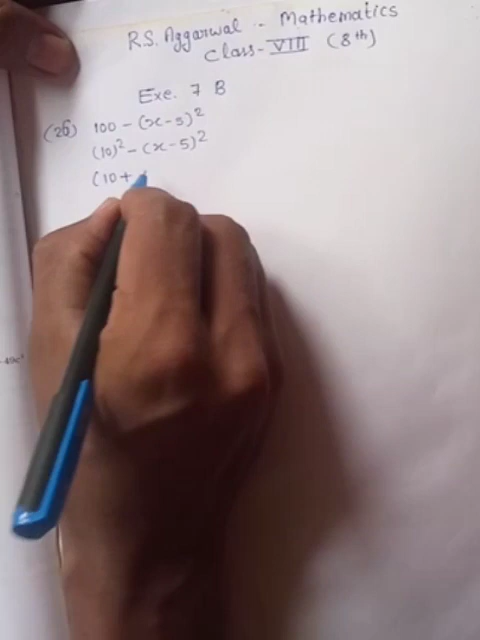 R.S. Aggarwal :- Mathematics
Class- VIII (8th)
Exe. 7 B
(26) 100 - (x-5)²
(10)² - (x-5)²
(10+